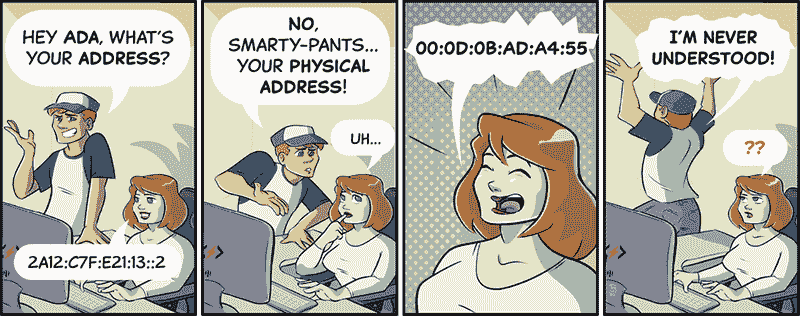 HEY ADA, WHAT'S
YOUR ADDRESS?
2A12:C7F:E21:13::2
NO,
SMARTY-PANTS...
YOUR PHYSICAL
ADDRESS!
UH...
00:0D:0B:AD:A4:55
I'M NEVER
UNDERSTOOD!
??